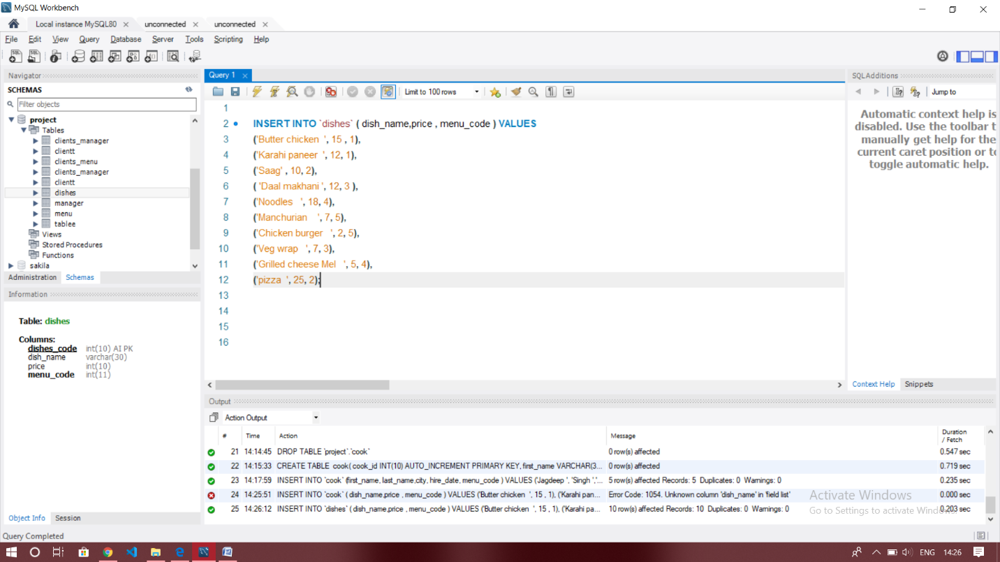 MySQL Workbench
Local instance MySQL80 × unconnected × unconnected ×
File Edit View Query Database Server Tools Scripting Help
Navigator
SCHEMAS
Filter objects
project
Tables
clients_manager
clientt
clients_menu
clients_manager
clientt
dishes
manager
menu
tablee
Views
Stored Procedures
Functions
sakila
Administration Schemas
Information
Table: dishes
Columns:
dishes_code int(10) AI PK
dish_name varchar(30)
price int(10)
menu_code int(11)
Object Info Session
Query Completed
Query 1 ×
Limit to 100 rows
1
2 INSERT INTO `dishes` ( dish_name,price , menu_code ) VALUES
3 ('Butter chicken  ', 15 , 1),
4 ('Karahi paneer  ', 12, 1),
5 ('Saag' , 10, 2),
6 ( 'Daal makhani ', 12, 3 ),
7 ('Noodles   ', 18, 4),
8 ('Manchurian    ', 7, 5),
9 ('Chicken burger   ', 2, 5),
10 ('Veg wrap   ', 7, 3),
11 ('Grilled cheese Mel   ', 5, 4),
12 ('pizza  ', 25, 2);
13
14
15
16
SQLAdditions
Jump to
Automatic context help is
disabled. Use the toolbar t
manually get help for the
current caret position or to
toggle automatic help.
Context Help Snippets
Output
Action Output
# Time Action Message Duration / Fetch
21 14:14:45 DROP TABLE `project`.`cook` 0 row(s) affected 0.547 sec
22 14:15:33 CREATE TABLE cook( cook_id INT(10) AUTO_INCREMENT PRIMARY KEY, first_name VARCHAR(3... 0 row(s) affected 0.719 sec
23 14:17:59 INSERT INTO `cook` (first_name, last_name,city, hire_date, menu_code ) VALUES ('Jagdeep ', 'Singh ','... 5 row(s) affected Records: 5 Duplicates: 0 Warnings: 0 0.235 sec
24 14:25:51 INSERT INTO `cook` ( dish_name,price , menu_code ) VALUES ('Butter chicken  ', 15 , 1), ('Karahi pan... Error Code: 1054. Unknown column 'dish_name' in 'field list' 0.000 sec
25 14:26:12 INSERT INTO `dishes` ( dish_name,price , menu_code ) VALUES ('Butter chicken  ', 15 , 1), ('Karahi pa... 10 row(s) affected Records: 10 Duplicates: 0 Warnings: 0 0.203 sec
Activate Windows
Go to Settings to activate Windows.
ENG 14:26